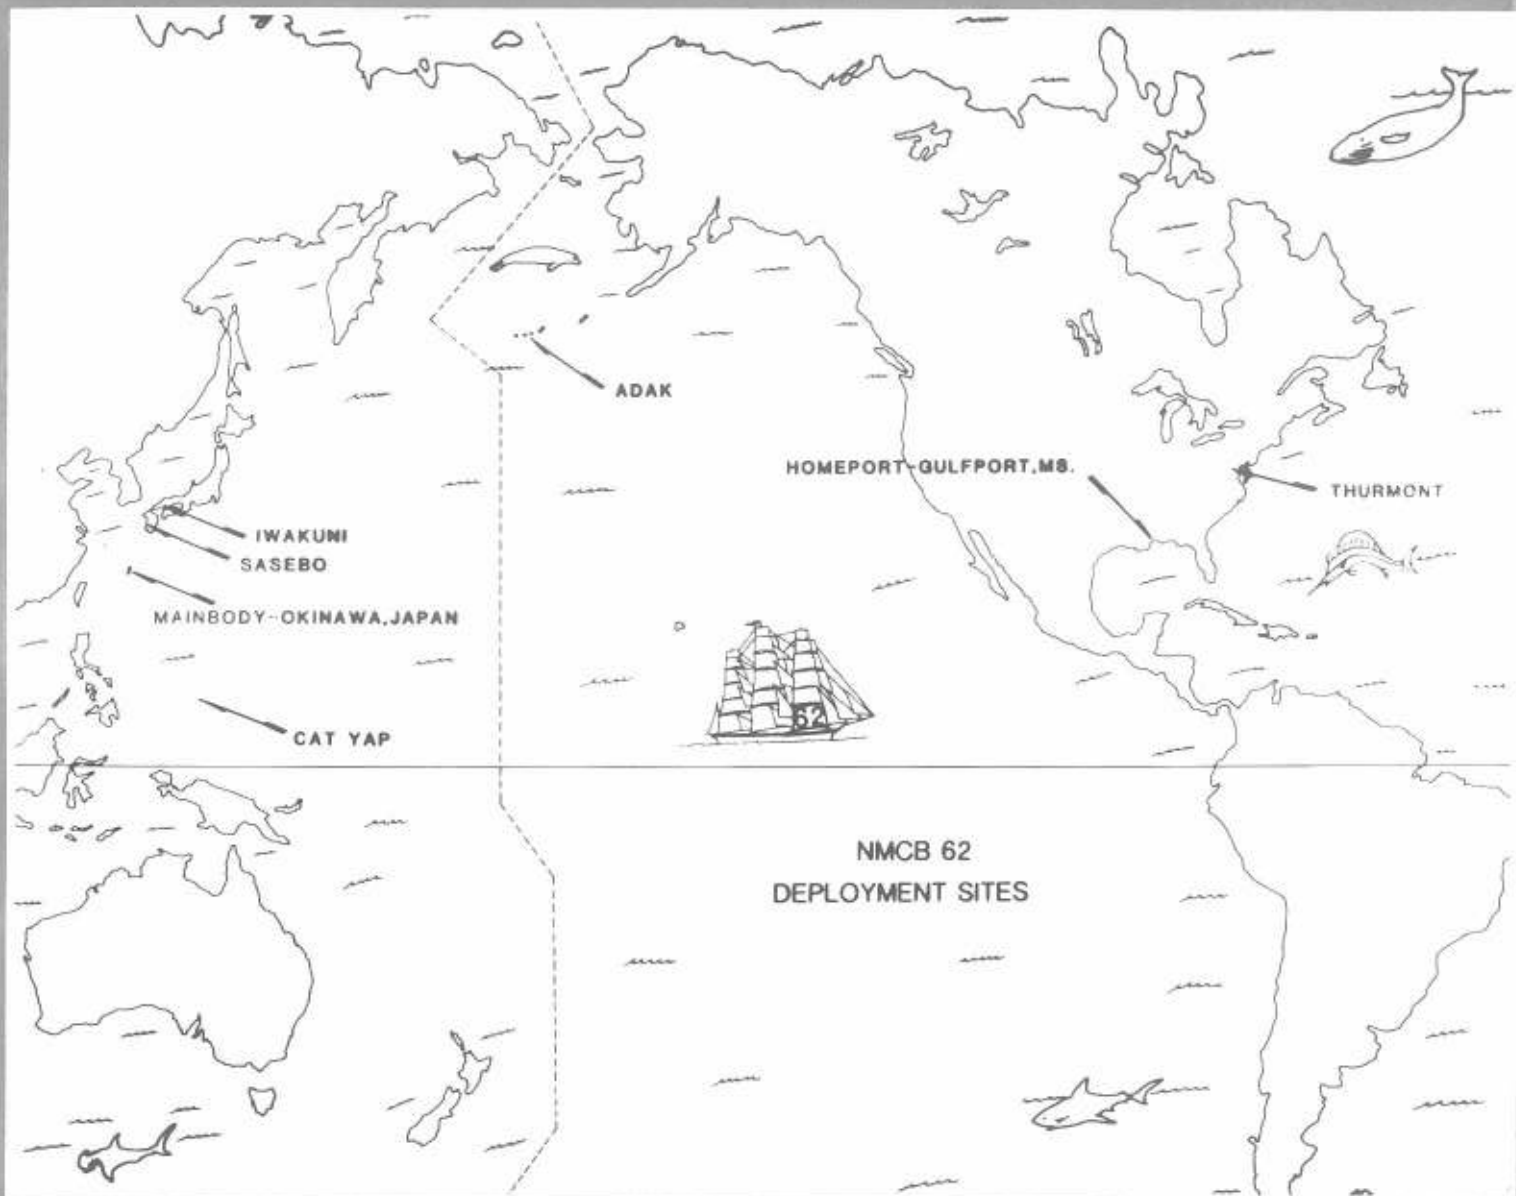 ADAK
HOMEPORT-GULFPORT,MS.
THURMONT
IWAKUNI
SASEBO
MAINBODY-OKINAWA,JAPAN
62
CAT YAP
NMCB 62
DEPLOYMENT SITES